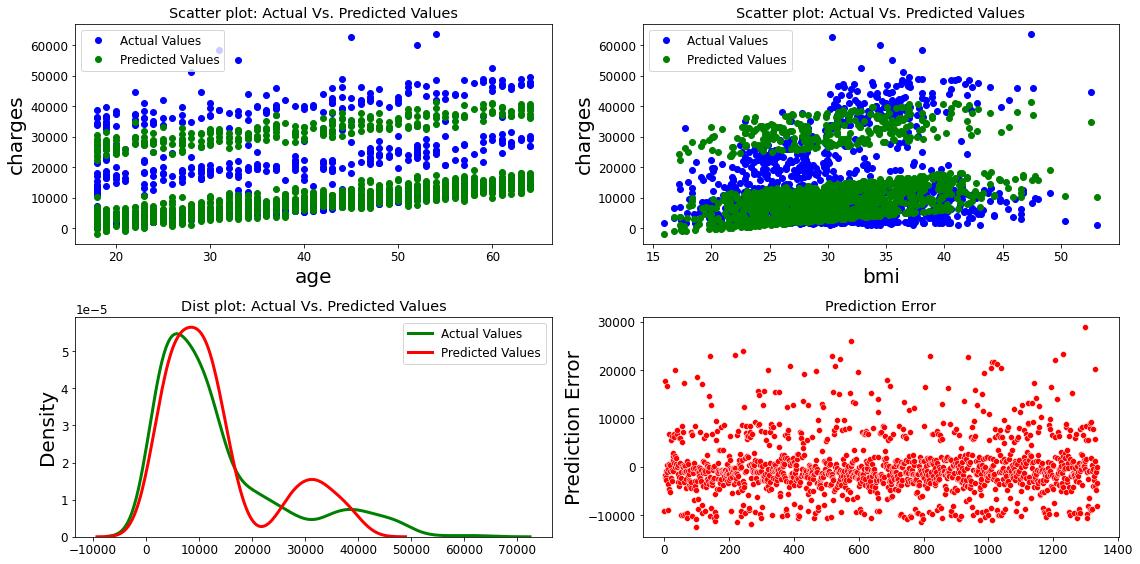 Scatter plot: Actual Vs. Predicted Values
Actual Values
Predicted Values
charges
60000
50000
40000
30000
20000
10000
0
20 30 40 50 60
age
Scatter plot: Actual Vs. Predicted Values
Actual Values
Predicted Values
charges
60000
50000
40000
30000
20000
10000
0
15 20 25 30 35 40 45 50
bmi
Dist plot: Actual Vs. Predicted Values
1e−5
Actual Values
Predicted Values
Density
5
4
3
2
1
0
−10000 0 10000 20000 30000 40000 50000 60000 70000
Prediction Error
Prediction Error
30000
20000
10000
0
−10000
0 200 400 600 800 1000 1200 1400